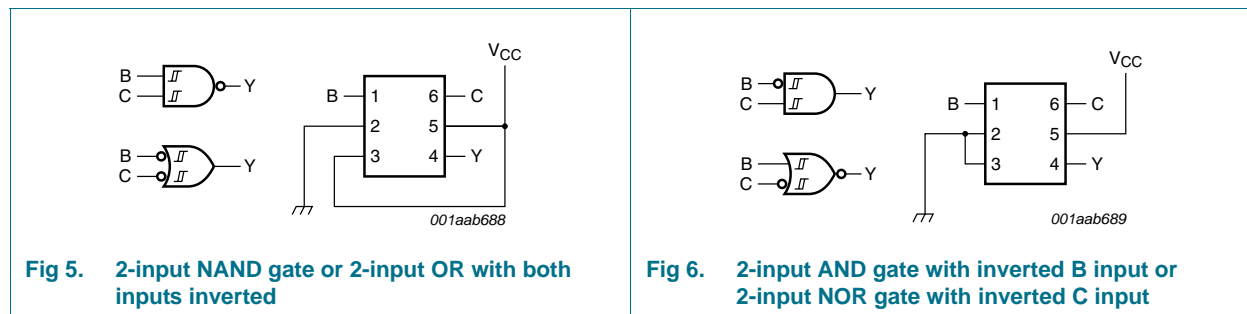 B
C
Y
B
C
Y
VCC
B 1 6 C
2 5
3 4 Y
001aab688
Fig 5. 2-input NAND gate or 2-input OR with both
inputs inverted
B
C
Y
B
C
Y
VCC
B 1 6 C
2 5
3 4 Y
001aab689
Fig 6. 2-input AND gate with inverted B input or
2-input NOR gate with inverted C input